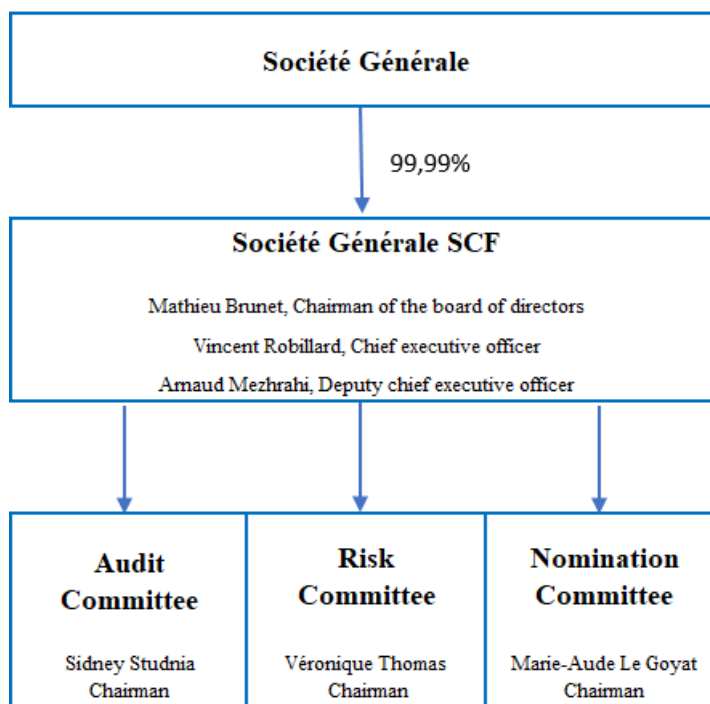 Société Générale
99,99%
Société Générale SCF
Mathieu Brunet, Chairman of the board of directors
Vincent Robillard, Chief executive officer
Arnaud Mezhrahi, Deputy chief executive officer
Audit
Committee
Sidney Studnia
Chairman
Risk
Committee
Véronique Thomas
Chairman
Nomination
Committee
Marie-Aude Le Goyat
Chairman